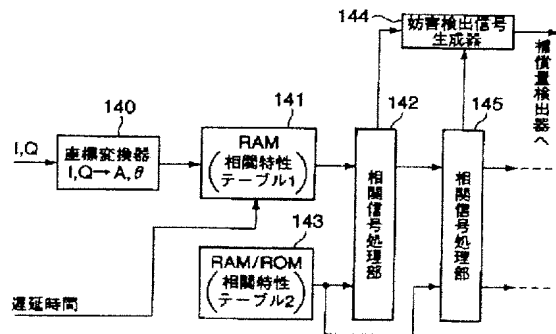 144
妨害検出信号
生成器
補償量検出器へ
140
141
142
145
I,Q
座標変換器
I,Q→A,θ
RAM
(相関特性
テーブル1)
相関信号処理部
相関信号処理部
143
RAM/ROM
(相関特性
テーブル2)
遅延時間